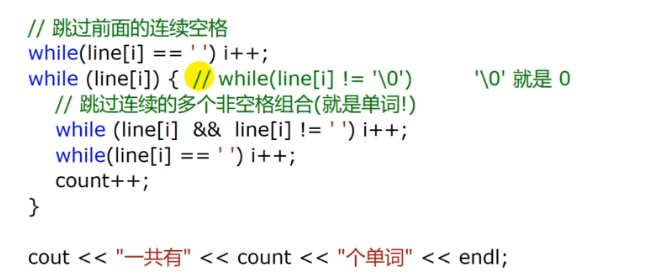 // 跳过前面的连续空格
while(line[i] == ' ') i++;
while (line[i]) { // while(line[i] != '\0') '\0' 就是 0
// 跳过连续的多个非空格组合(就是单词!)
while (line[i] && line[i] != ' ') i++;
while(line[i] == ' ') i++;
count++;
}
cout << "一共有" << count << "个单词" << endl;